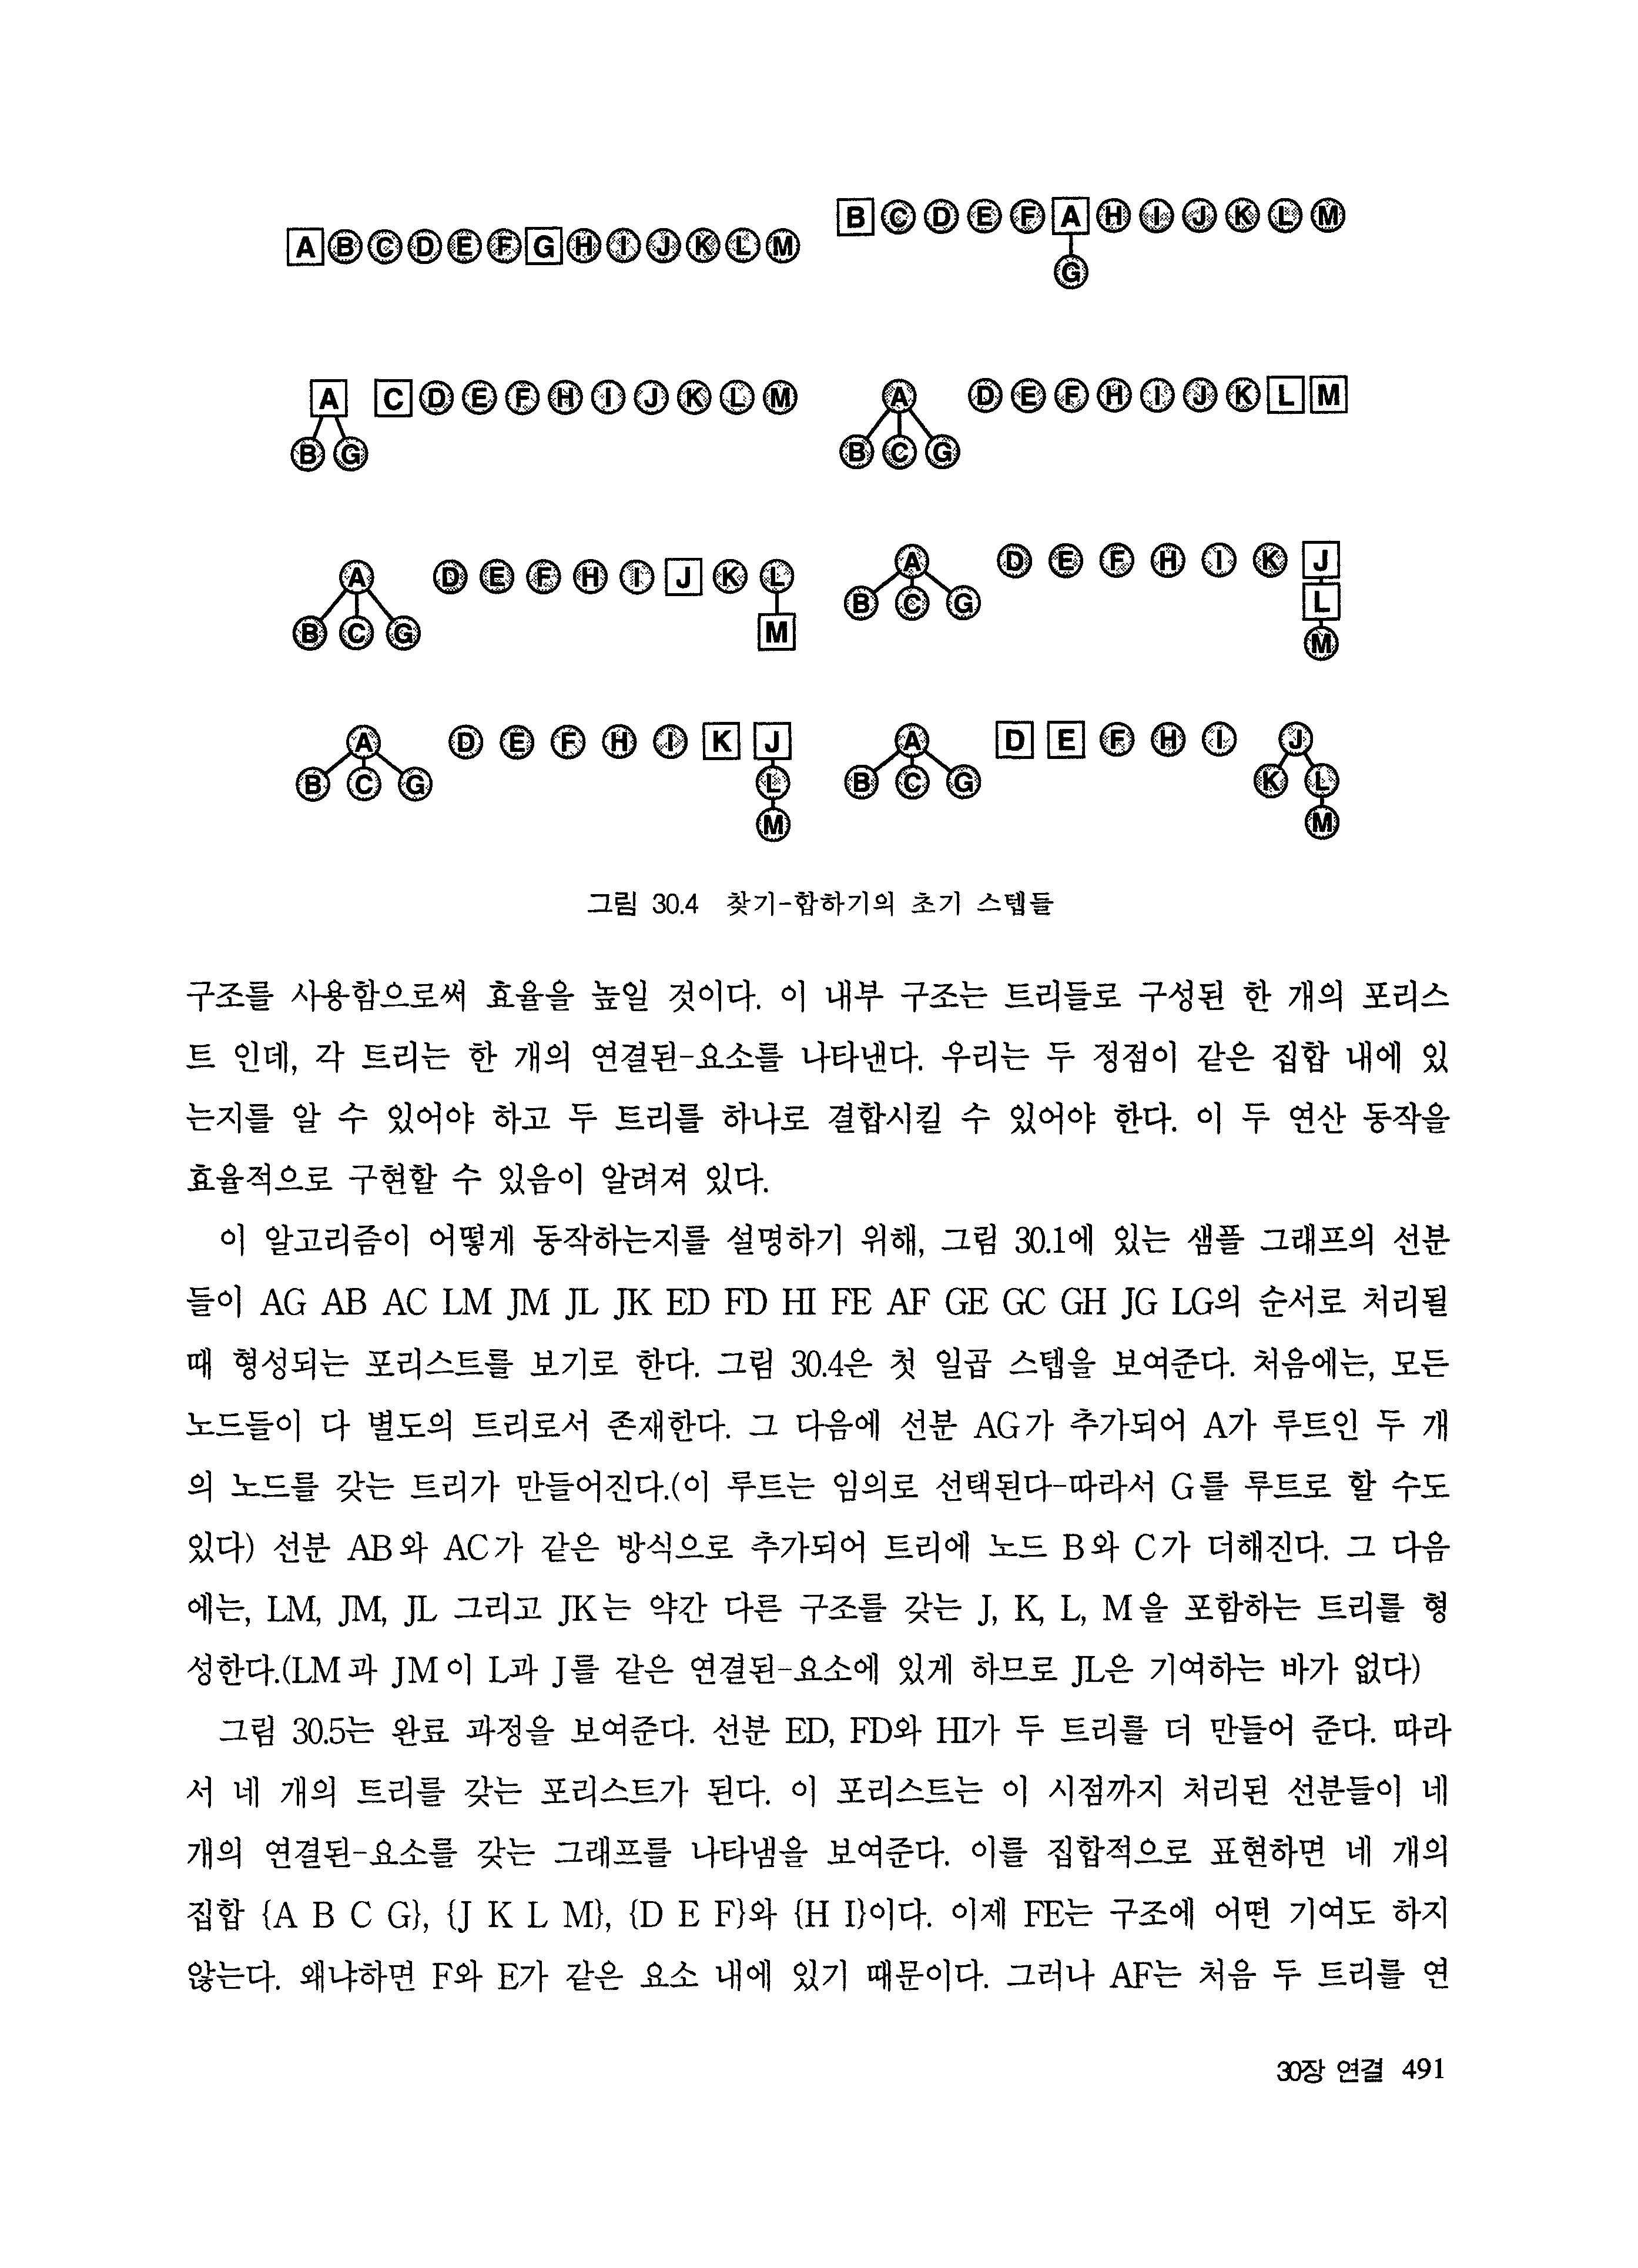 A B C D E F G H I J K L M
B C D E F A H I J K L M
G
A C D E F H I J K L M
B G
A D E F H I J K L M
B C G
A D E F H I J K L
B C G M
A D E F H I K J
B C G L
M
A D E F H I K J
B C G L
M
A D E F H I J
B C G K L
M
그림 30.4 찾기-합하기의 초기 스텝들
구조를 사용함으로써 효율을 높일 것이다. 이 내부 구조는 트리들로 구성된 한 개의 포리스
트 인데, 각 트리는 한 개의 연결된-요소를 나타낸다. 우리는 두 정점이 같은 집합 내에 있
는지를 알 수 있어야 하고 두 트리를 하나로 결합시킬 수 있어야 한다. 이 두 연산 동작을
효율적으로 구현할 수 있음이 알려져 있다.
이 알고리즘이 어떻게 동작하는지를 설명하기 위해, 그림 30.1에 있는 샘플 그래프의 선분
들이 AG AB AC LM JM JL JK ED FD HI FE AF GE GC GH JG LG의 순서로 처리될
때 형성되는 포리스트를 보기로 한다. 그림 30.4은 첫 일곱 스텝을 보여준다. 처음에는, 모든
노드들이 다 별도의 트리로서 존재한다. 그 다음에 선분 AG가 추가되어 A가 루트인 두 개
의 노드를 갖는 트리가 만들어진다.(이 루트는 임의로 선택된다-따라서 G를 루트로 할 수도
있다) 선분 AB와 AC가 같은 방식으로 추가되어 트리에 노드 B와 C가 더해진다. 그 다음
에는, LM, JM, JL 그리고 JK는 약간 다른 구조를 갖는 J, K, L, M을 포함하는 트리를 형
성한다.(LM과 JM이 L과 J를 같은 연결된-요소에 있게 하므로 JL은 기여하는 바가 없다)
그림 30.5는 완료 과정을 보여준다. 선분 ED, FD와 HI가 두 트리를 더 만들어 준다. 따라
서 네 개의 트리를 갖는 포리스트가 된다. 이 포리스트는 이 시점까지 처리된 선분들이 네
개의 연결된-요소를 갖는 그래프를 나타냄을 보여준다. 이를 집합적으로 표현하면 네 개의
집합 {A B C G}, {J K L M}, {D E F}와 {H I}이다. 이제 FE는 구조에 어떤 기여도 하지
않는다. 왜냐하면 F와 E가 같은 요소 내에 있기 때문이다. 그러나 AF는 처음 두 트리를 연
30장 연결 491